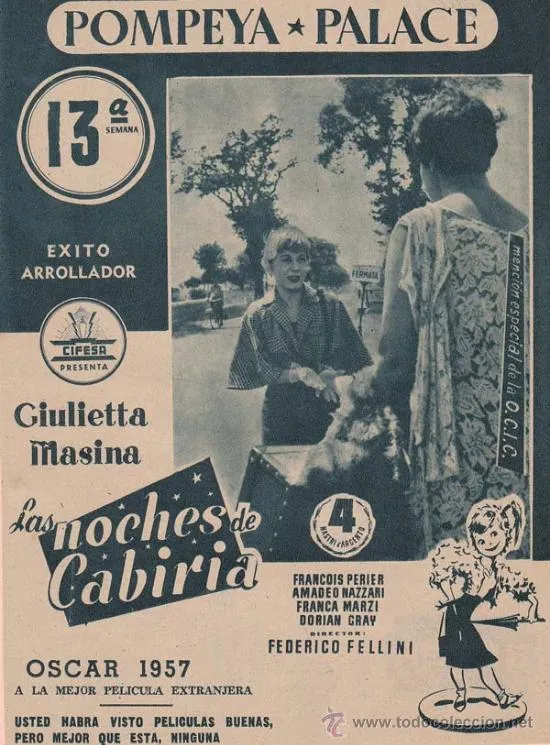 POMPEYA ★ PALACE
13ª
SEMANA
EXITO
ARROLLADOR
CIFESA
PRESENTA
Giulietta
Masina
Las noches de
Cabiria
FERMATA
mención especial de la O.C.I.C.
4
NASTRI D'ARGENTO
FRANCOIS PERIER
AMADEO NAZZARI
FRANCA MARZI
DORIAN GRAY
DIRECTOR:
FEDERICO FELLINI
OSCAR 1957
A LA MEJOR PELICULA EXTRANJERA
USTED HABRA VISTO PELICULAS BUENAS,
PERO MEJOR QUE ESTA, NINGUNA
www.todocoleccion.net